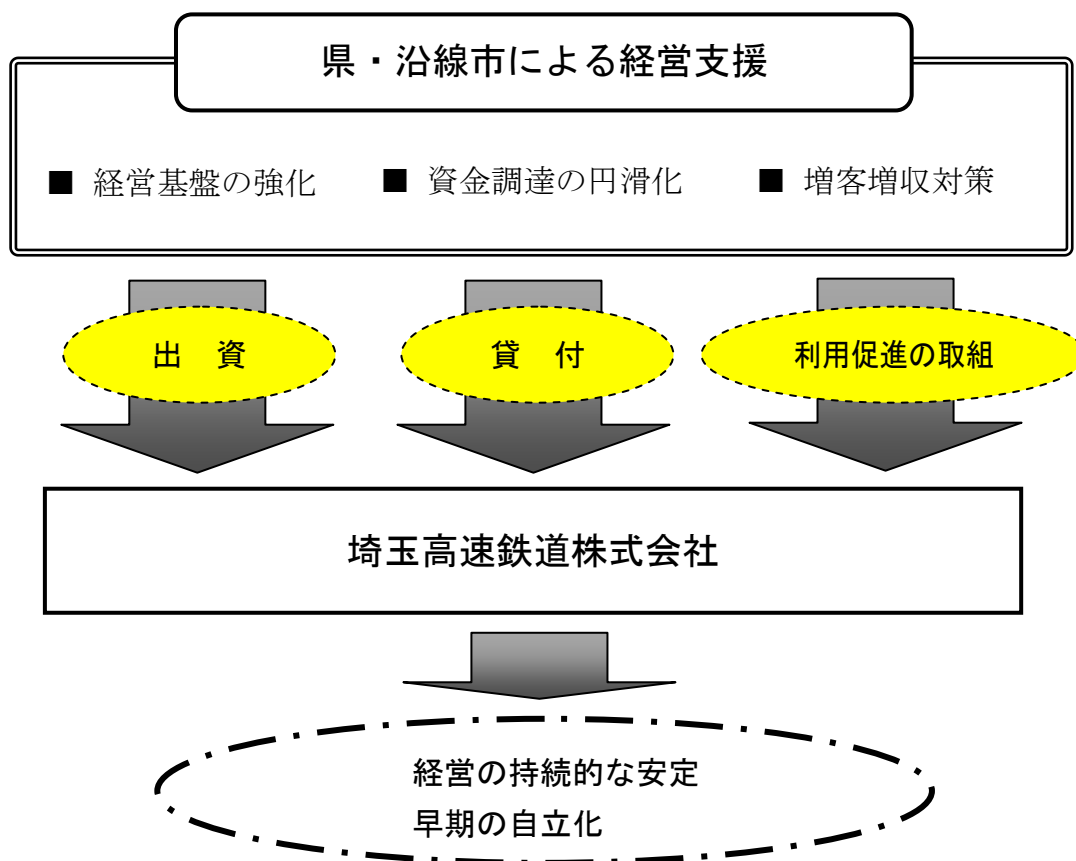 県・沿線市による経営支援
■ 経営基盤の強化 ■ 資金調達の円滑化 ■ 増客増収対策
出 資 貸 付 利用促進の取組
埼玉高速鉄道株式会社
経営の持続的な安定
早期の自立化